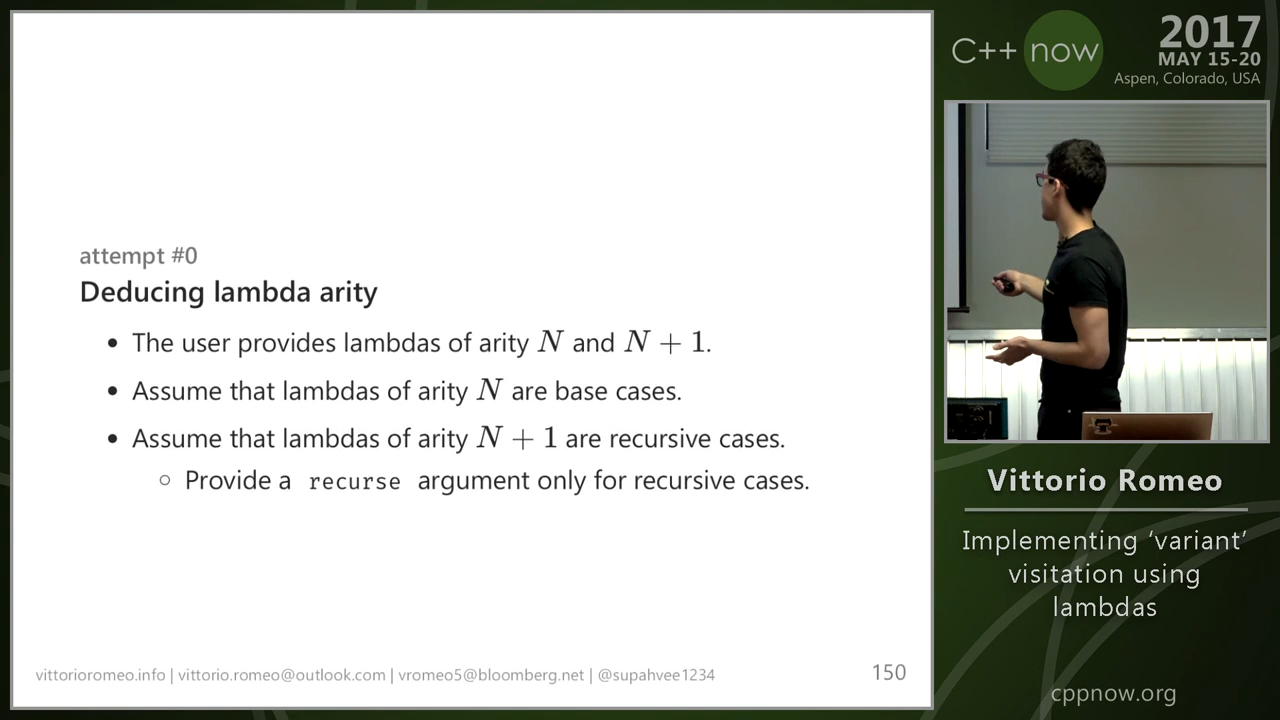 attempt #0
Deducing lambda arity
• The user provides lambdas of arity N and N + 1.
• Assume that lambdas of arity N are base cases.
• Assume that lambdas of arity N + 1 are recursive cases.
○ Provide a recurse argument only for recursive cases.
vittorioromeo.info | vittorio.romeo@outlook.com | vromeo5@bloomberg.net | @supahvee1234
150
C++ now
2017
MAY 15-20
Aspen, Colorado, USA
Vittorio Romeo
Implementing ‘variant’
visitation using
lambdas
cppnow.org